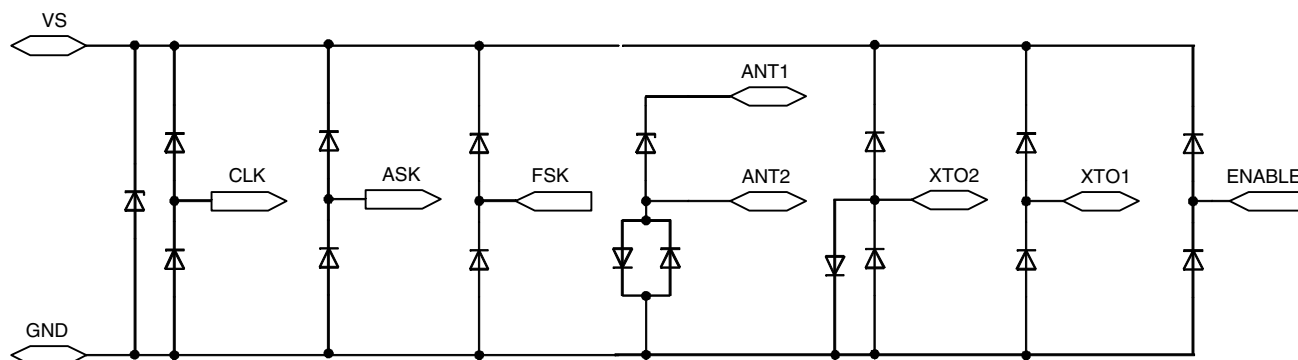 VS
ANT1
CLK
ASK
FSK
ANT2
XTO2
XTO1
ENABLE
GND